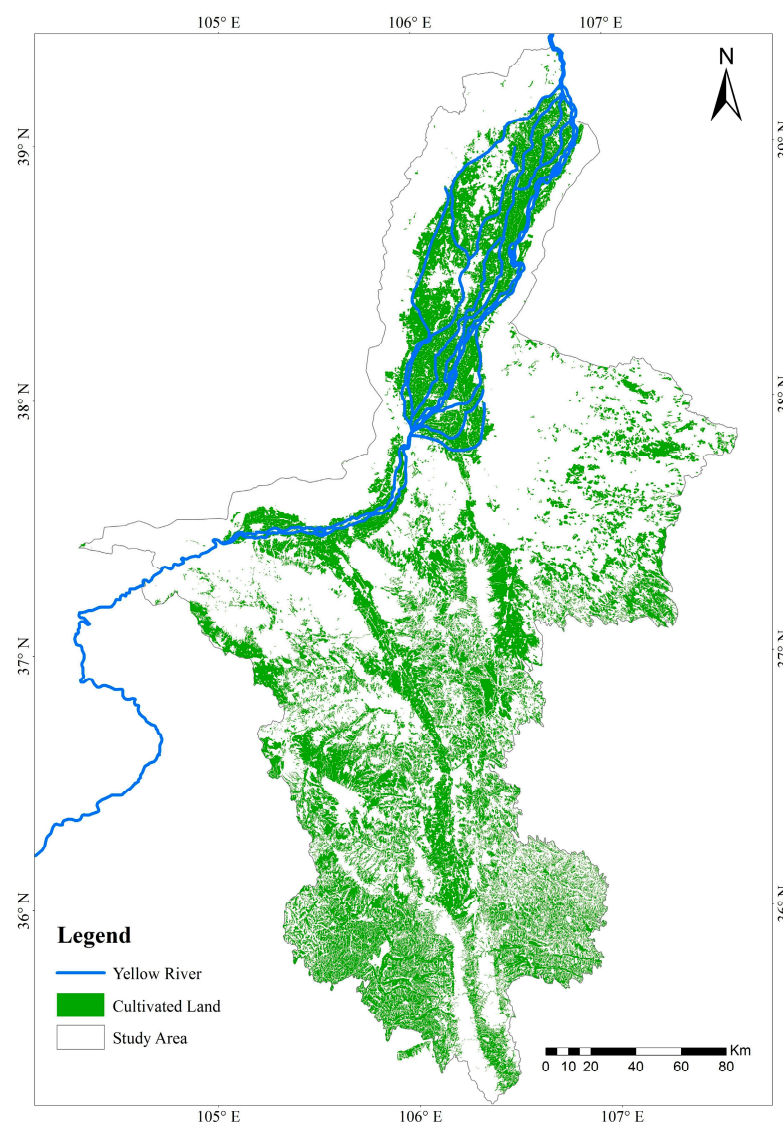 105° E 106° E 107° E
N
39° N 39° N
38° N 38° N
37° N 37° N
36° N 36° N
Legend
Yellow River
Cultivated Land
Study Area
Km
0 10 20 40 60 80
105° E 106° E 107° E